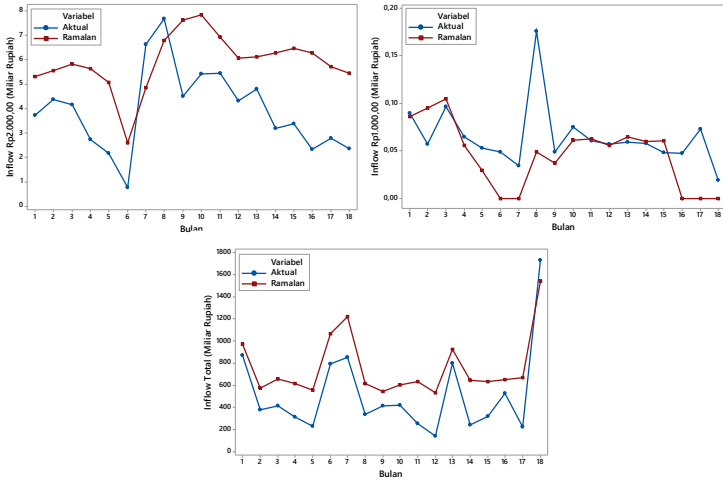 Inflow Rp2.000,00 (Miliar Rupiah)
8
7
6
5
4
3
2
1
0
Variabel
Aktual
Ramalan
1 2 3 4 5 6 7 8 9 10 11 12 13 14 15 16 17 18
Bulan
Inflow Rp1.000,00 (Miliar Rupiah)
0,20
0,15
0,10
0,05
0,00
Variabel
Aktual
Ramalan
1 2 3 4 5 6 7 8 9 10 11 12 13 14 15 16 17 18
Bulan
Inflow Total (Miliar Rupiah)
1800
1600
1400
1200
1000
800
600
400
200
0
Variabel
Aktual
Ramalan
1 2 3 4 5 6 7 8 9 10 11 12 13 14 15 16 17 18
Bulan